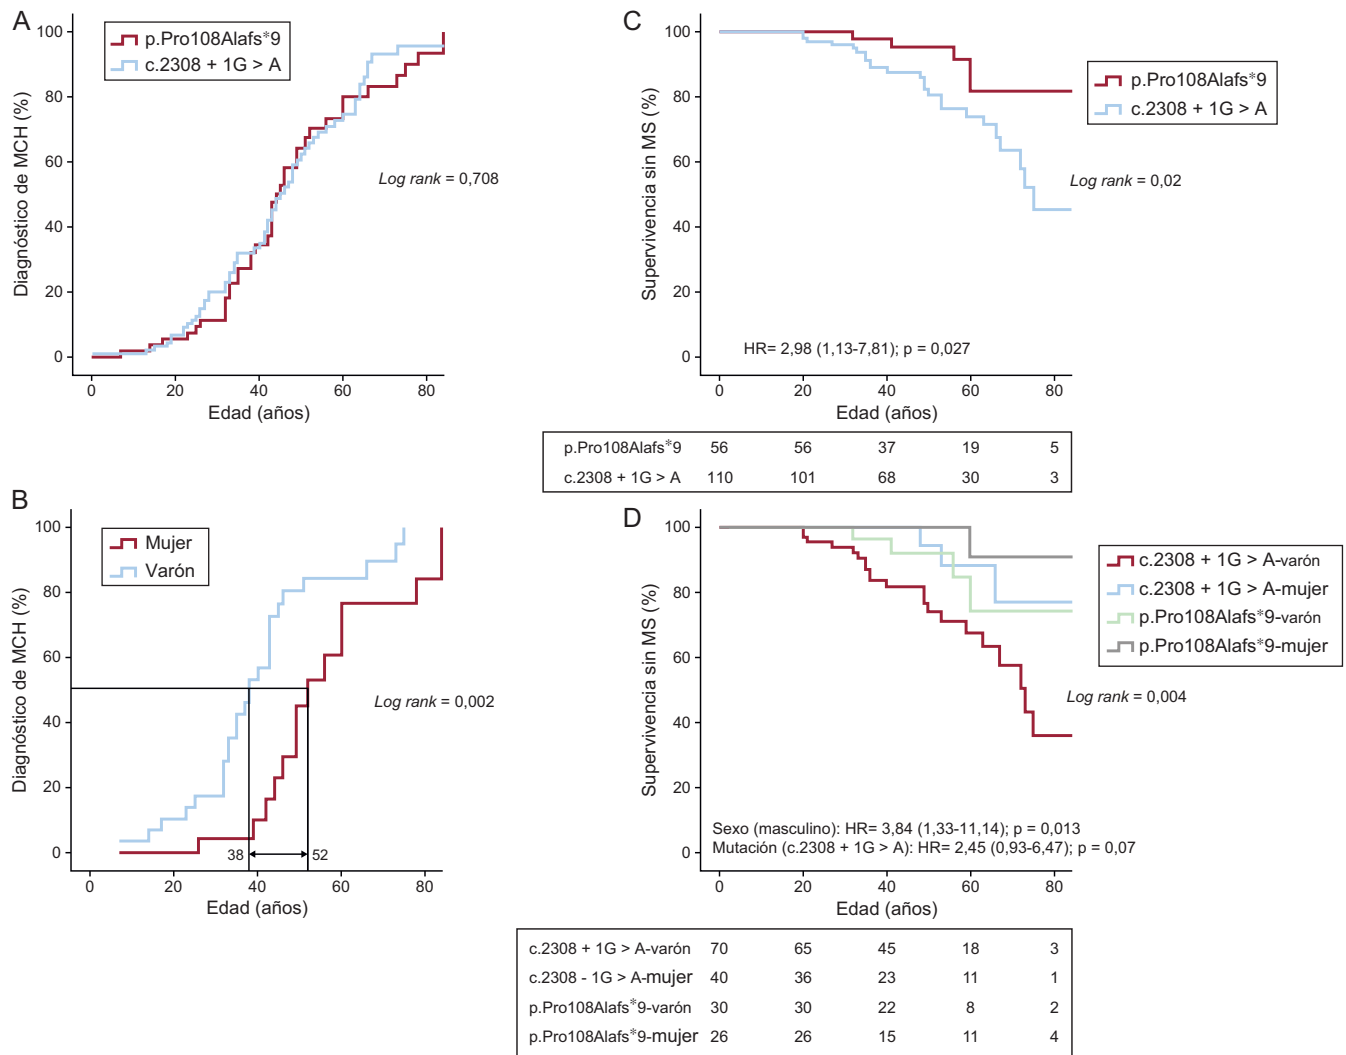 A
100
80
60
40
20
0
Diagnóstico de MCH (%)
p.Pro108Alafs*9
c.2308 + 1G > A
Log rank = 0,708
0 20 40 60 80
Edad (años)
C
100
80
60
40
20
0
Supervivencia sin MS (%)
p.Pro108Alafs*9
c.2308 + 1G > A
Log rank = 0,02
HR= 2,98 (1,13-7,81); p = 0,027
0 20 40 60 80
Edad (años)
p.Pro108Alafs*9 56 56 37 19 5
c.2308 + 1G > A 110 101 68 30 3
B
100
80
60
40
20
0
Diagnóstico de MCH (%)
Mujer
Varón
Log rank = 0,002
38 52
0 20 40 60 80
Edad (años)
D
100
80
60
40
20
0
Supervivencia sin MS (%)
c.2308 + 1G > A-varón
c.2308 + 1G > A-mujer
p.Pro108Alafs*9-varón
p.Pro108Alafs*9-mujer
Log rank = 0,004
Sexo (masculino): HR= 3,84 (1,33-11,14); p = 0,013
Mutación (c.2308 + 1G > A): HR= 2,45 (0,93-6,47); p = 0,07
0 20 40 60 80
Edad (años)
c.2308 + 1G > A-varón 70 65 45 18 3
c.2308 - 1G > A-mujer 40 36 23 11 1
p.Pro108Alafs*9-varón 30 30 22 8 2
p.Pro108Alafs*9-mujer 26 26 15 11 4